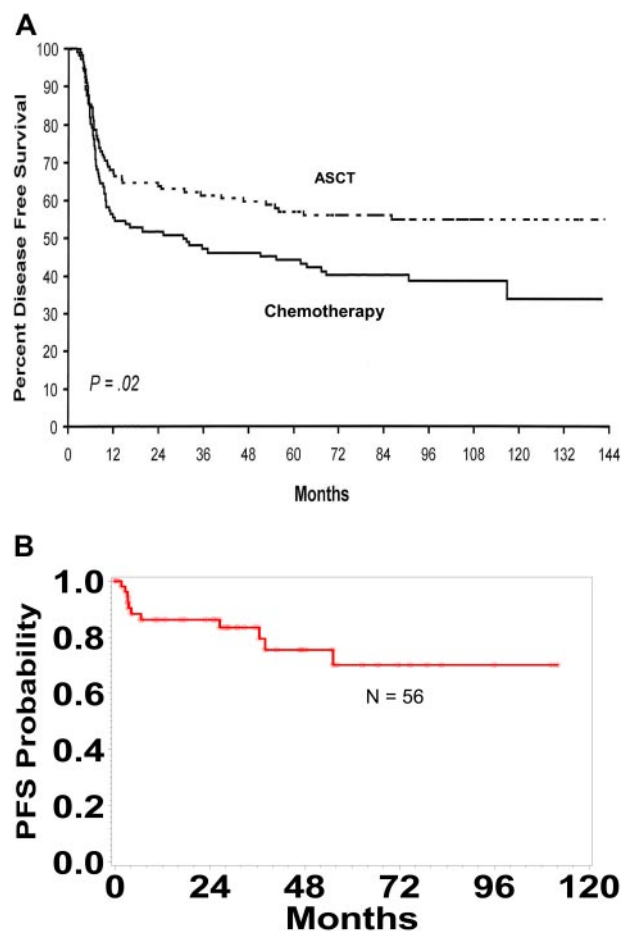 A
100
90
80
70
60
50
40
30
20
10
0
Percent Disease Free Survival
ASCT
Chemotherapy
P = .02
0 12 24 36 48 60 72 84 96 108 120 132 144
Months
B
1.0
0.8
0.6
0.4
0.2
0.0
PFS Probability
N = 56
0 24 48 72 96 120
Months